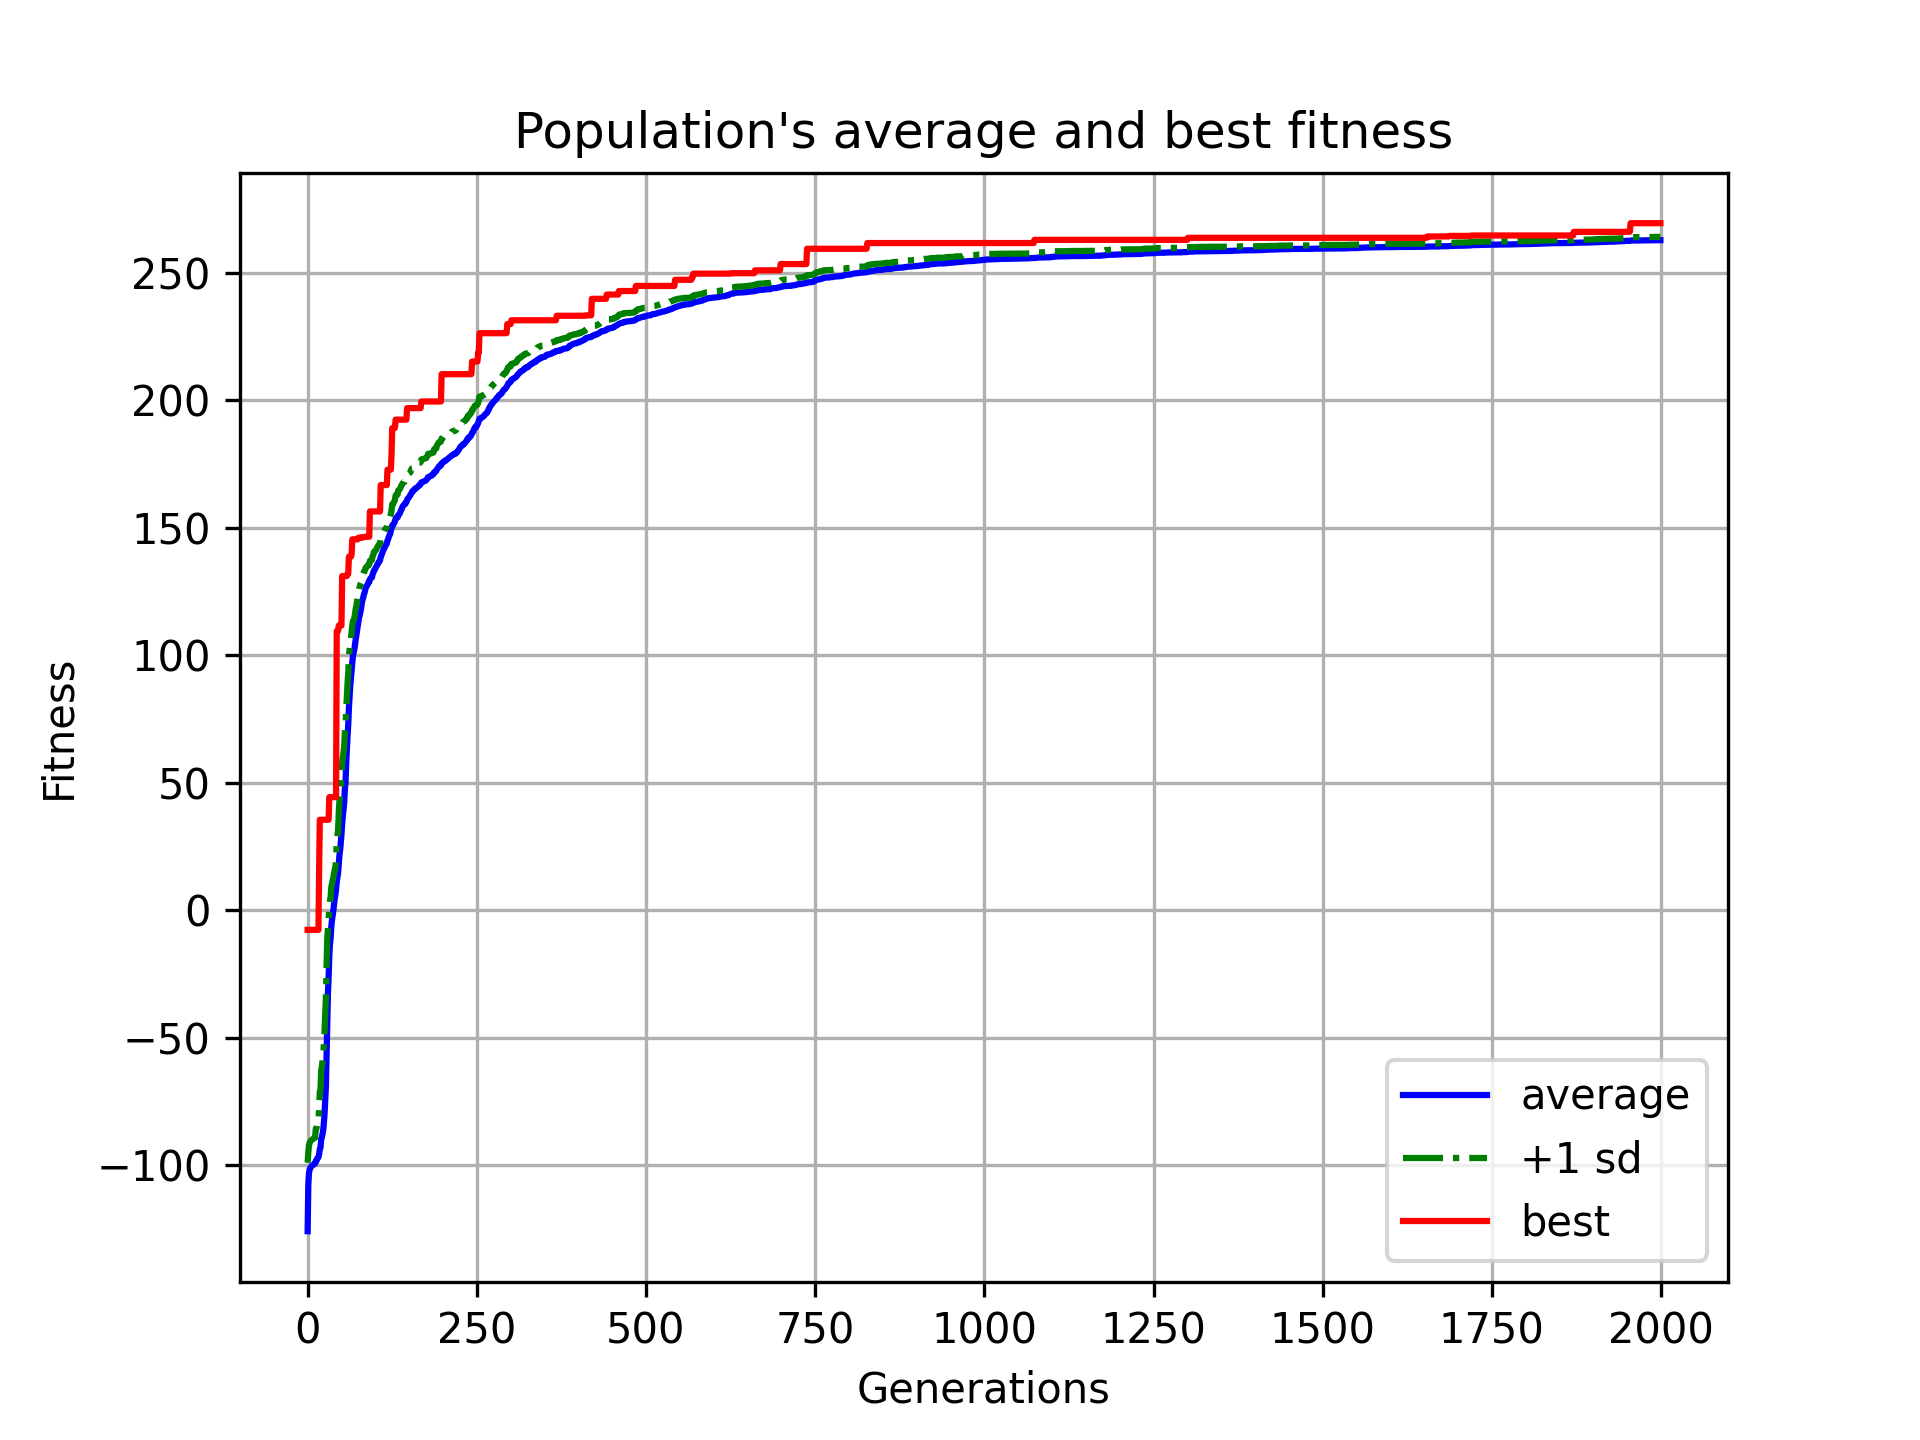 Population's average and best fitness
Fitness
250
200
150
100
50
0
−50
−100
average
+1 sd
best
0 250 500 750 1000 1250 1500 1750 2000
Generations